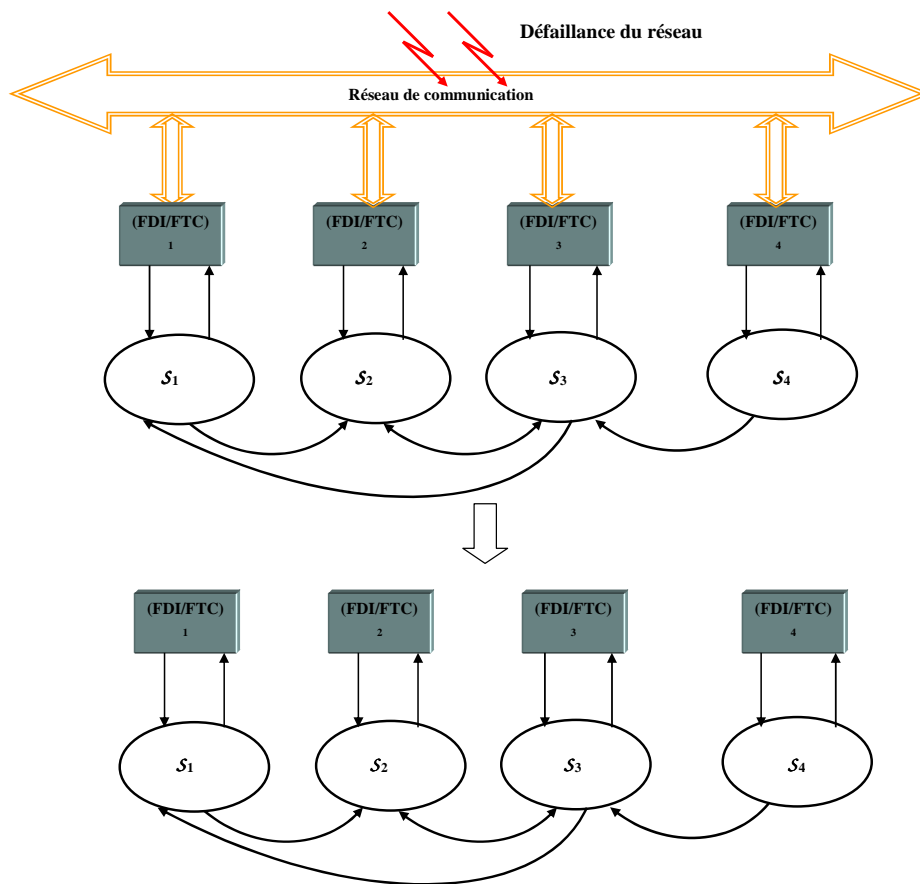 Défaillance du réseau
Réseau de communication
(FDI/FTC) (FDI/FTC) (FDI/FTC) (FDI/FTC)
1 2 3 4
S1 S2 S3 S4
(FDI/FTC) (FDI/FTC) (FDI/FTC) (FDI/FTC)
1 2 3 4
S1 S2 S3 S4